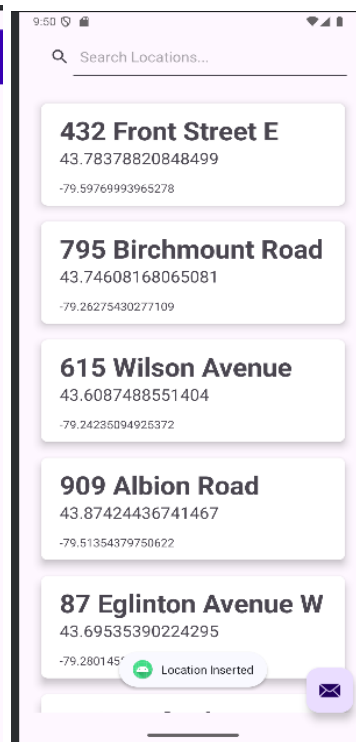 9:50
Search Locations...
432 Front Street E
43.78378820848499
-79.59769993965278
795 Birchmount Road
43.74608168065081
-79.26275430277109
615 Wilson Avenue
43.6087488551404
-79.24235094925372
909 Albion Road
43.87424436741467
-79.51354379750622
87 Eglinton Avenue W
43.69535390224295
-79.280145
Location Inserted